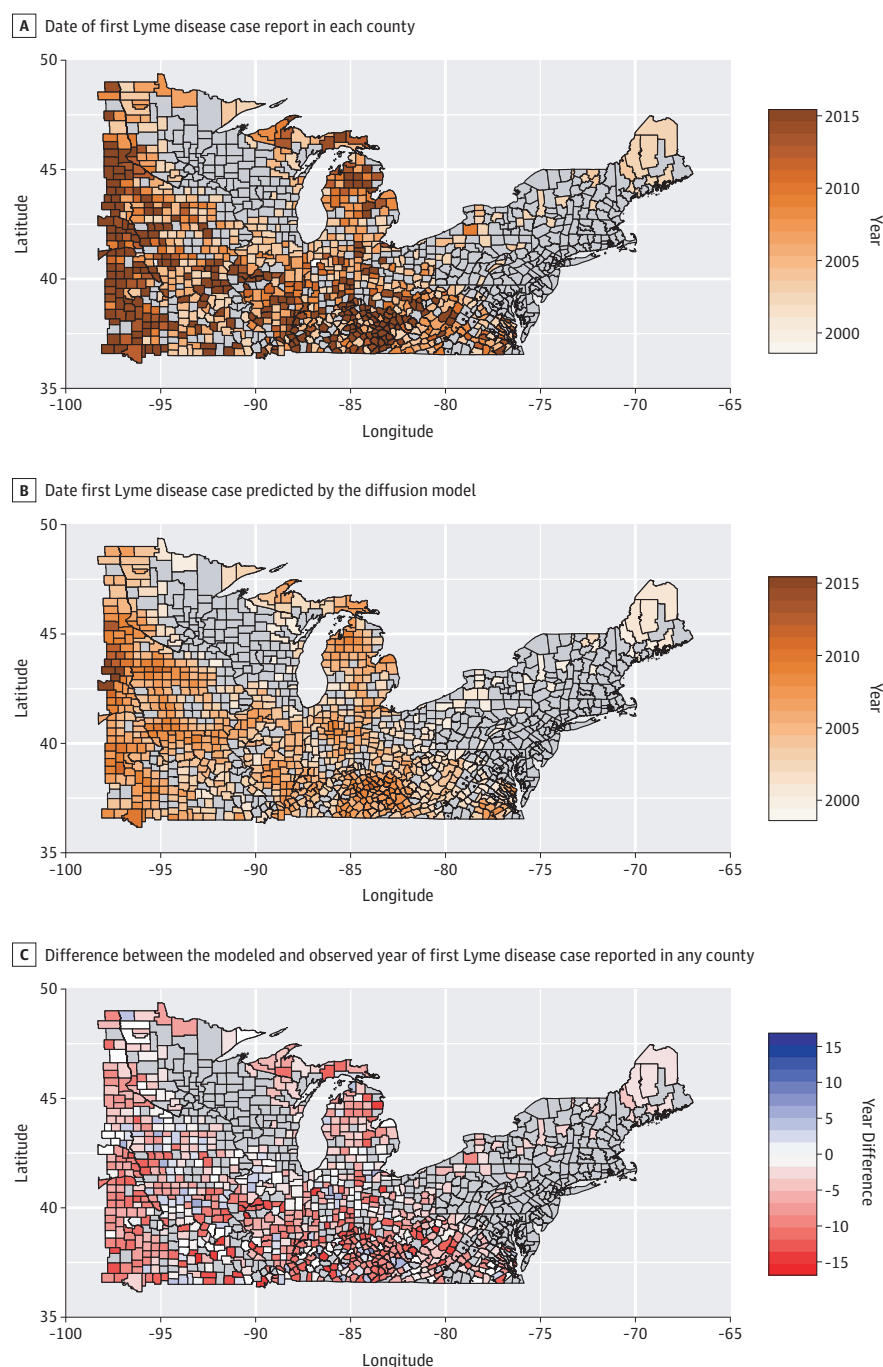 A Date of first Lyme disease case report in each county
50
45
40
35
Latitude
-100 -95 -90 -85 -80 -75 -70 -65
Longitude
2015
2010
2005
2000
Year
B Date first Lyme disease case predicted by the diffusion model
50
45
40
35
Latitude
-100 -95 -90 -85 -80 -75 -70 -65
Longitude
2015
2010
2005
2000
Year
C Difference between the modeled and observed year of first Lyme disease case reported in any county
50
45
40
35
Latitude
-100 -95 -90 -85 -80 -75 -70 -65
Longitude
15
10
5
0
-5
-10
-15
Year Difference